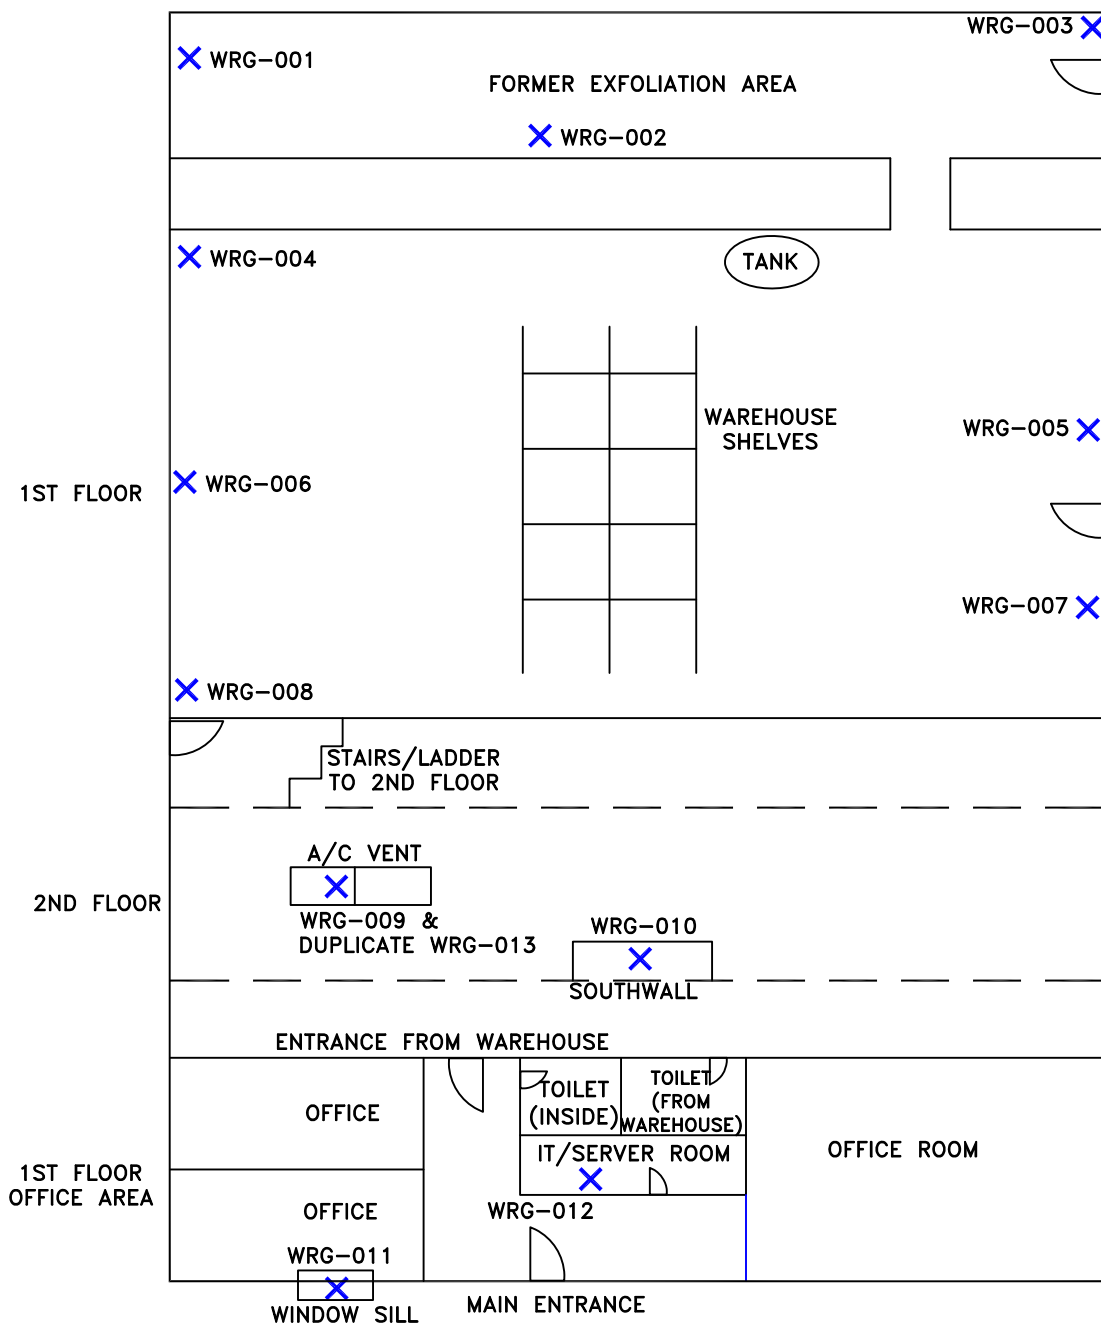 WRG-003
WRG-001
FORMER EXFOLIATION AREA
WRG-002
WRG-004
TANK
WAREHOUSE
SHELVES
WRG-005
1ST FLOOR
WRG-006
WRG-007
WRG-008
STAIRS/LADDER
TO 2ND FLOOR
A/C VENT
2ND FLOOR
WRG-009 &
DUPLICATE WRG-013
WRG-010
SOUTHWALL
ENTRANCE FROM WAREHOUSE
OFFICE
TOILET
(INSIDE)
TOILET
(FROM
WAREHOUSE)
IT/SERVER ROOM
OFFICE ROOM
1ST FLOOR
OFFICE AREA
OFFICE
WRG-012
WRG-011
WINDOW SILL
MAIN ENTRANCE